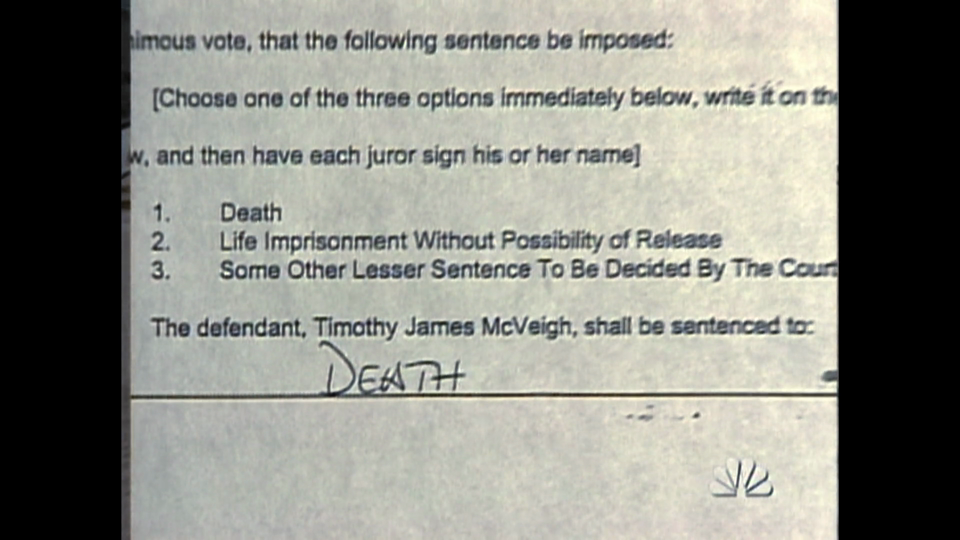 nimous vote, that the following sentence be imposed:
[Choose one of the three options immediately below, write it on the
w, and then have each juror sign his or her name]
1. Death
2. Life Imprisonment Without Possibility of Release
3. Some Other Lesser Sentence To Be Decided By The Court
The defendant, Timothy James McVeigh, shall be sentenced to:
DEATH